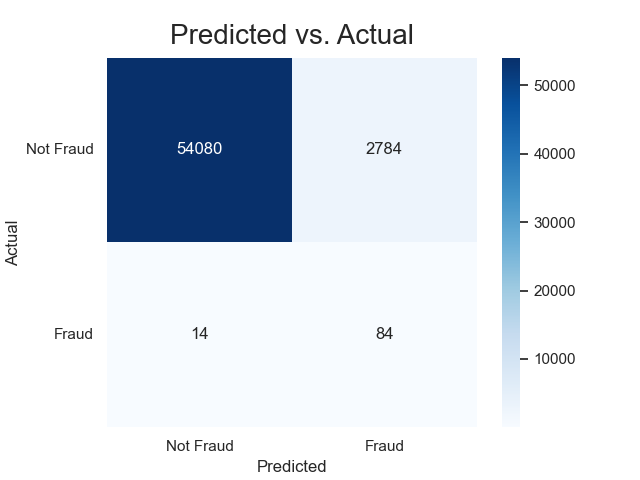 Predicted vs. Actual
Actual
Not Fraud
54080
2784
Fraud
14
84
Not Fraud
Fraud
Predicted
50000
40000
30000
20000
10000